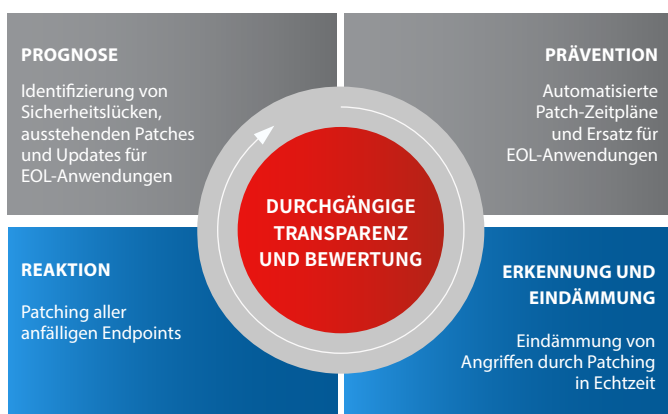 PROGNOSE
Identifizierung von
Sicherheitslücken,
ausstehenden Patches
und Updates für
EOL-Anwendungen
PRÄVENTION
Automatisierte
Patch-Zeitpläne
und Ersatz für
EOL-Anwendungen
DURCHGÄNGIGE
TRANSPARENZ
UND BEWERTUNG
REAKTION
Patching aller
anfälligen Endpoints
ERKENNUNG UND
EINDÄMMUNG
Eindämmung von
Angriffen durch Patching
in Echtzeit